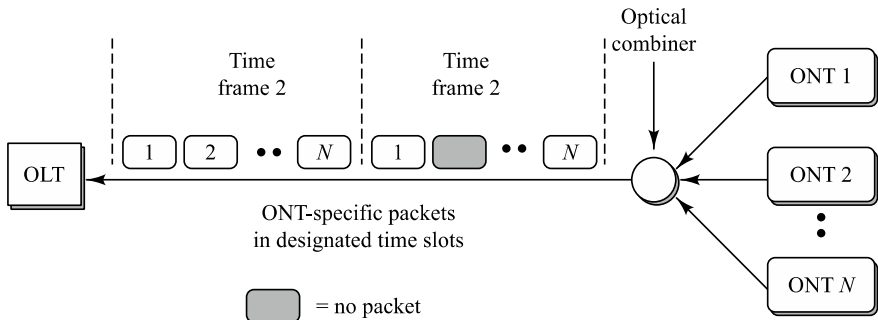 Optical
combiner
Time
frame 2
Time
frame 2
ONT 1
1
2
N
1
N
OLT
ONT 2
ONT-specific packets
in designated time slots
ONT N
= no packet